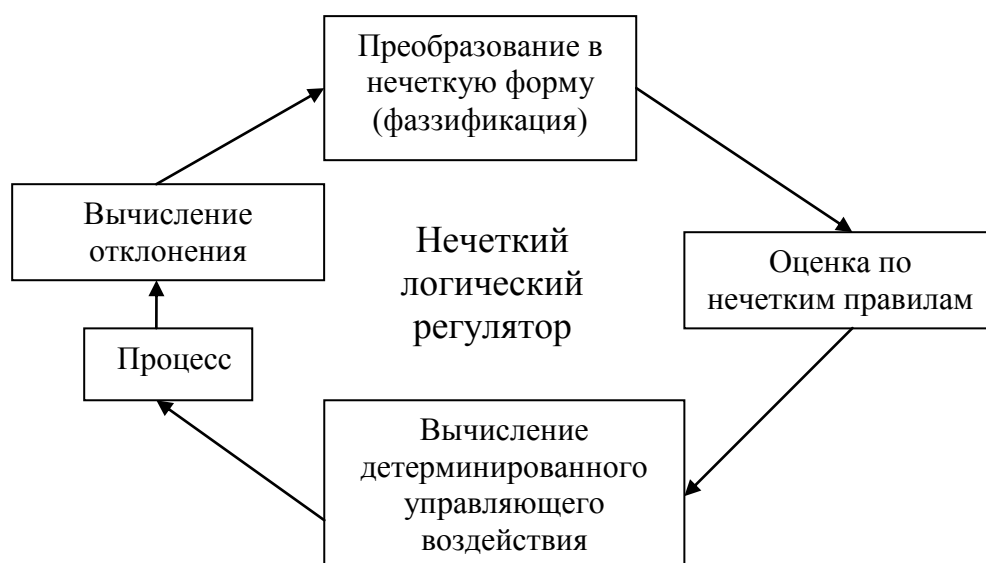 Преобразование в
нечеткую форму
(фаззификация)
Вычисление
отклонения
Нечеткий
логический
регулятор
Оценка по
нечетким правилам
Процесс
Вычисление
детерминированного
управляющего
воздействия